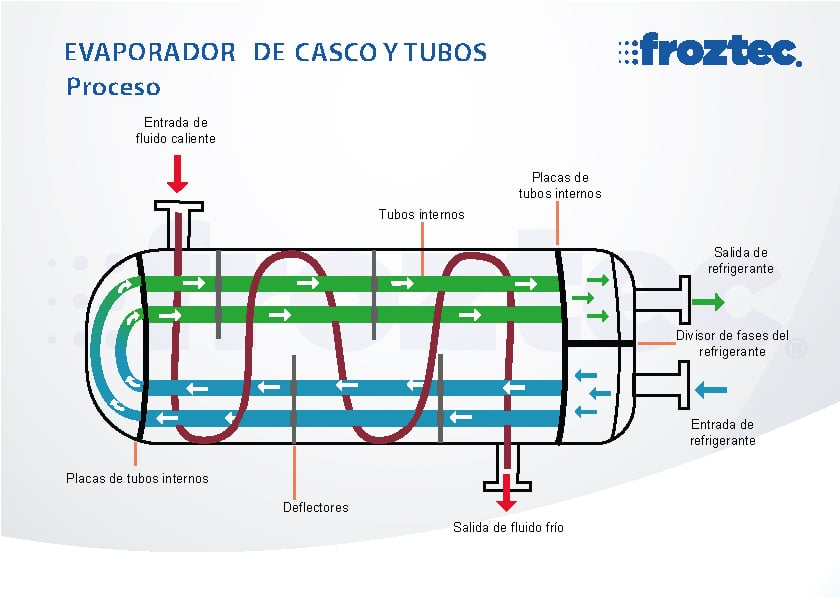 EVAPORADOR DE CASCO Y TUBOS
Proceso
froztec.
Entrada de
fluido caliente
Placas de
tubos internos
Tubos internos
Salida de
refrigerante
froztec
®
Divisor de fases del
refrigerante
Entrada de
refrigerante
Placas de tubos internos
Deflectores
Salida de fluido frío